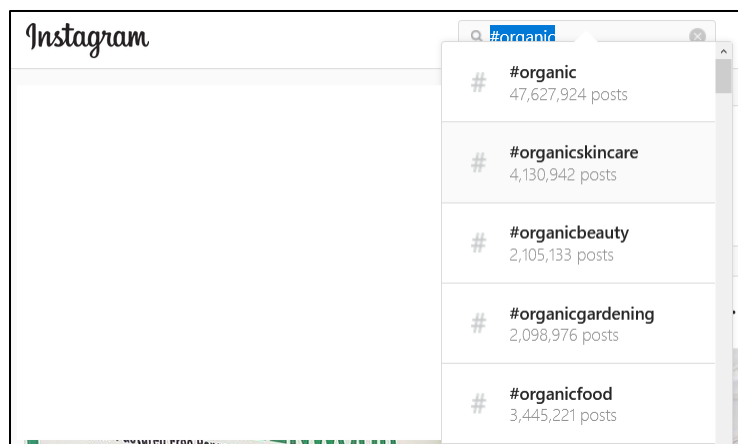 Instagram
#organic
#organic
47,627,924 posts
#organicskincare
4,130,942 posts
#organicbeauty
2,105,133 posts
#organicgardening
2,098,976 posts
#organicfood
3,445,221 posts